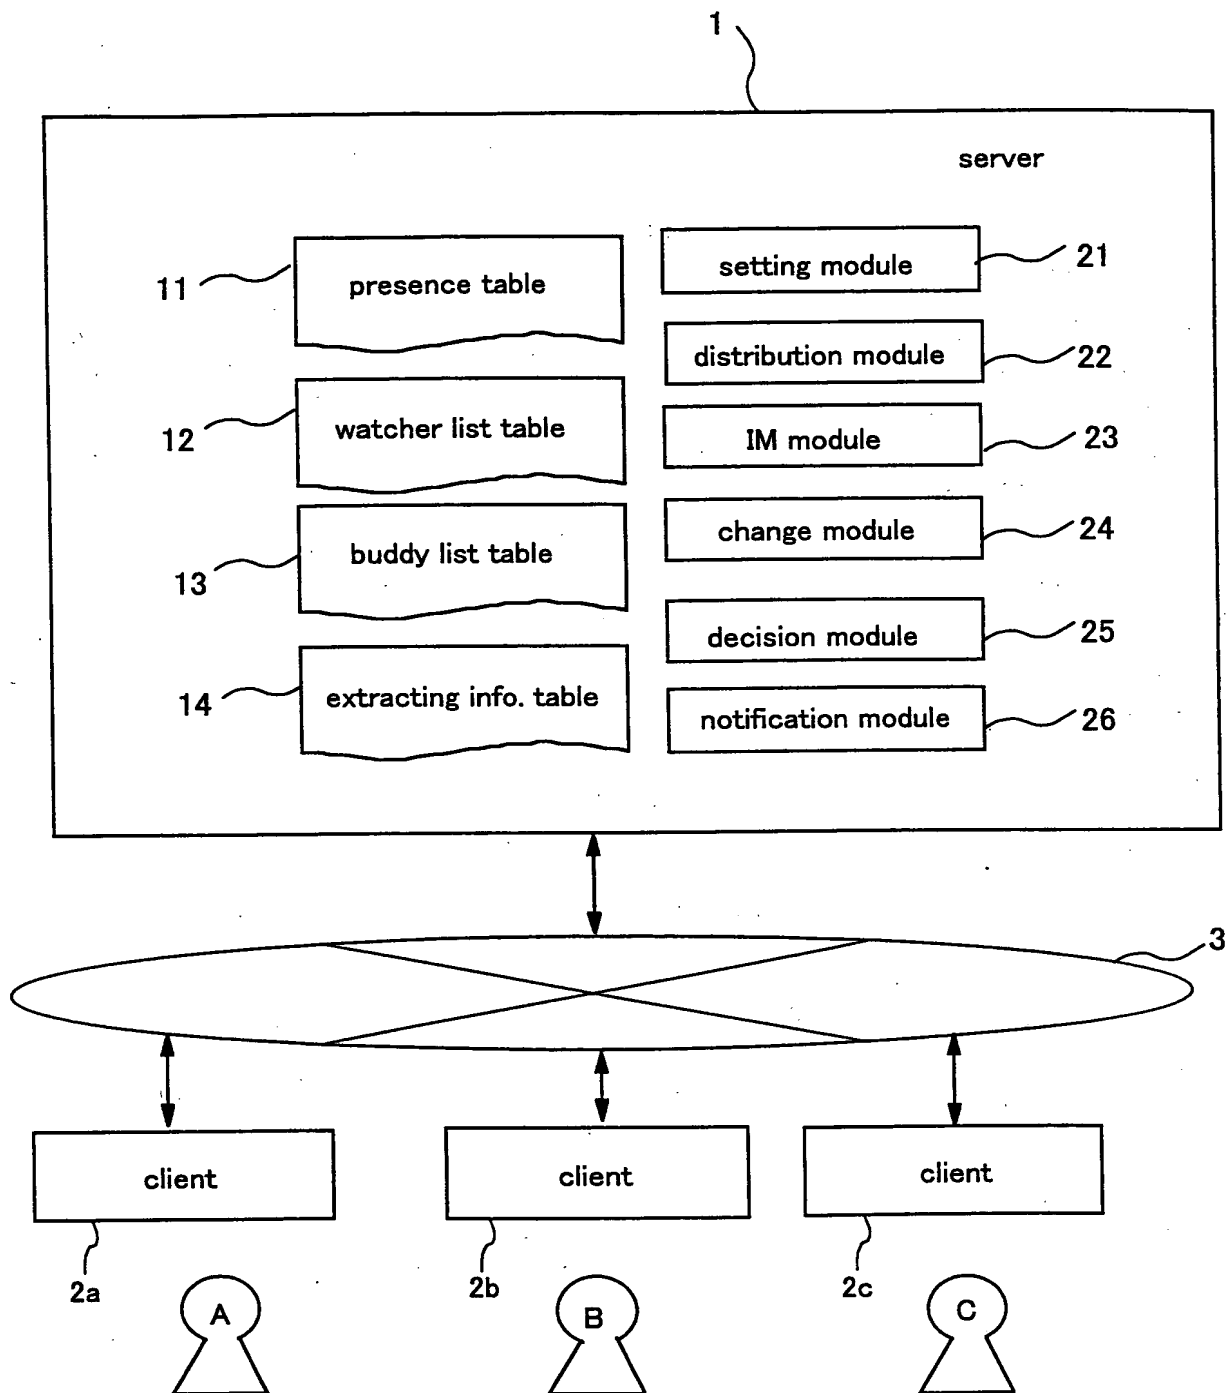 1
server
11
presence table
setting module
21
distribution module
22
12
watcher list table
IM module
23
13
buddy list table
change module
24
decision module
25
14
extracting info. table
notification module
26
3
client
client
client
2a
2b
2c
A
B
C